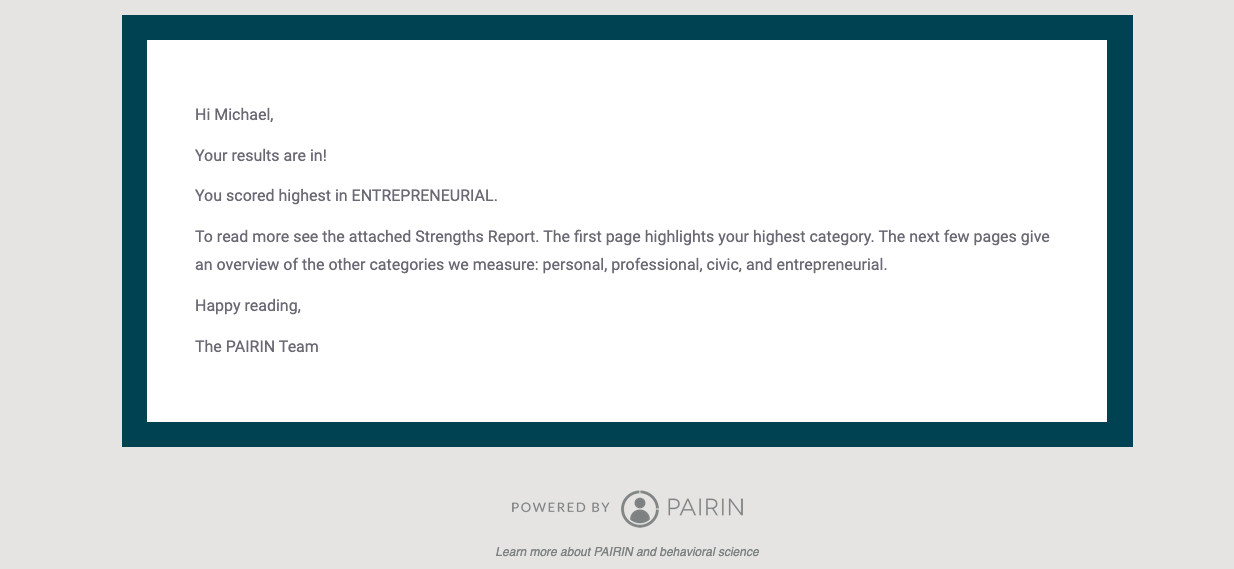 Hi Michael,
Your results are in!
You scored highest in ENTREPRENEURIAL.
To read more see the attached Strengths Report. The first page highlights your highest category. The next few pages give
an overview of the other categories we measure: personal, professional, civic, and entrepreneurial.
Happy reading,
The PAIRIN Team
POWERED BY PAIRIN
Learn more about PAIRIN and behavioral science